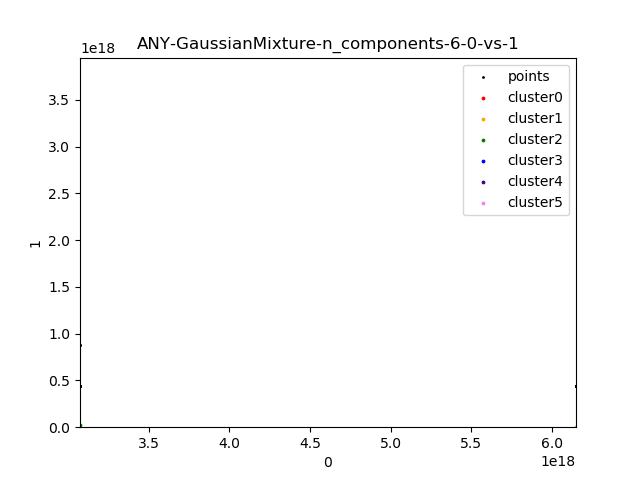 ANY-GaussianMixture-n_components-6-0-vs-1
1e18
points
cluster0
cluster1
cluster2
cluster3
cluster4
cluster5
3.5
3.0
2.5
2.0
1.5
1.0
0.5
0.0
1
3.5
4.0
4.5
5.0
5.5
6.0
0
1e18